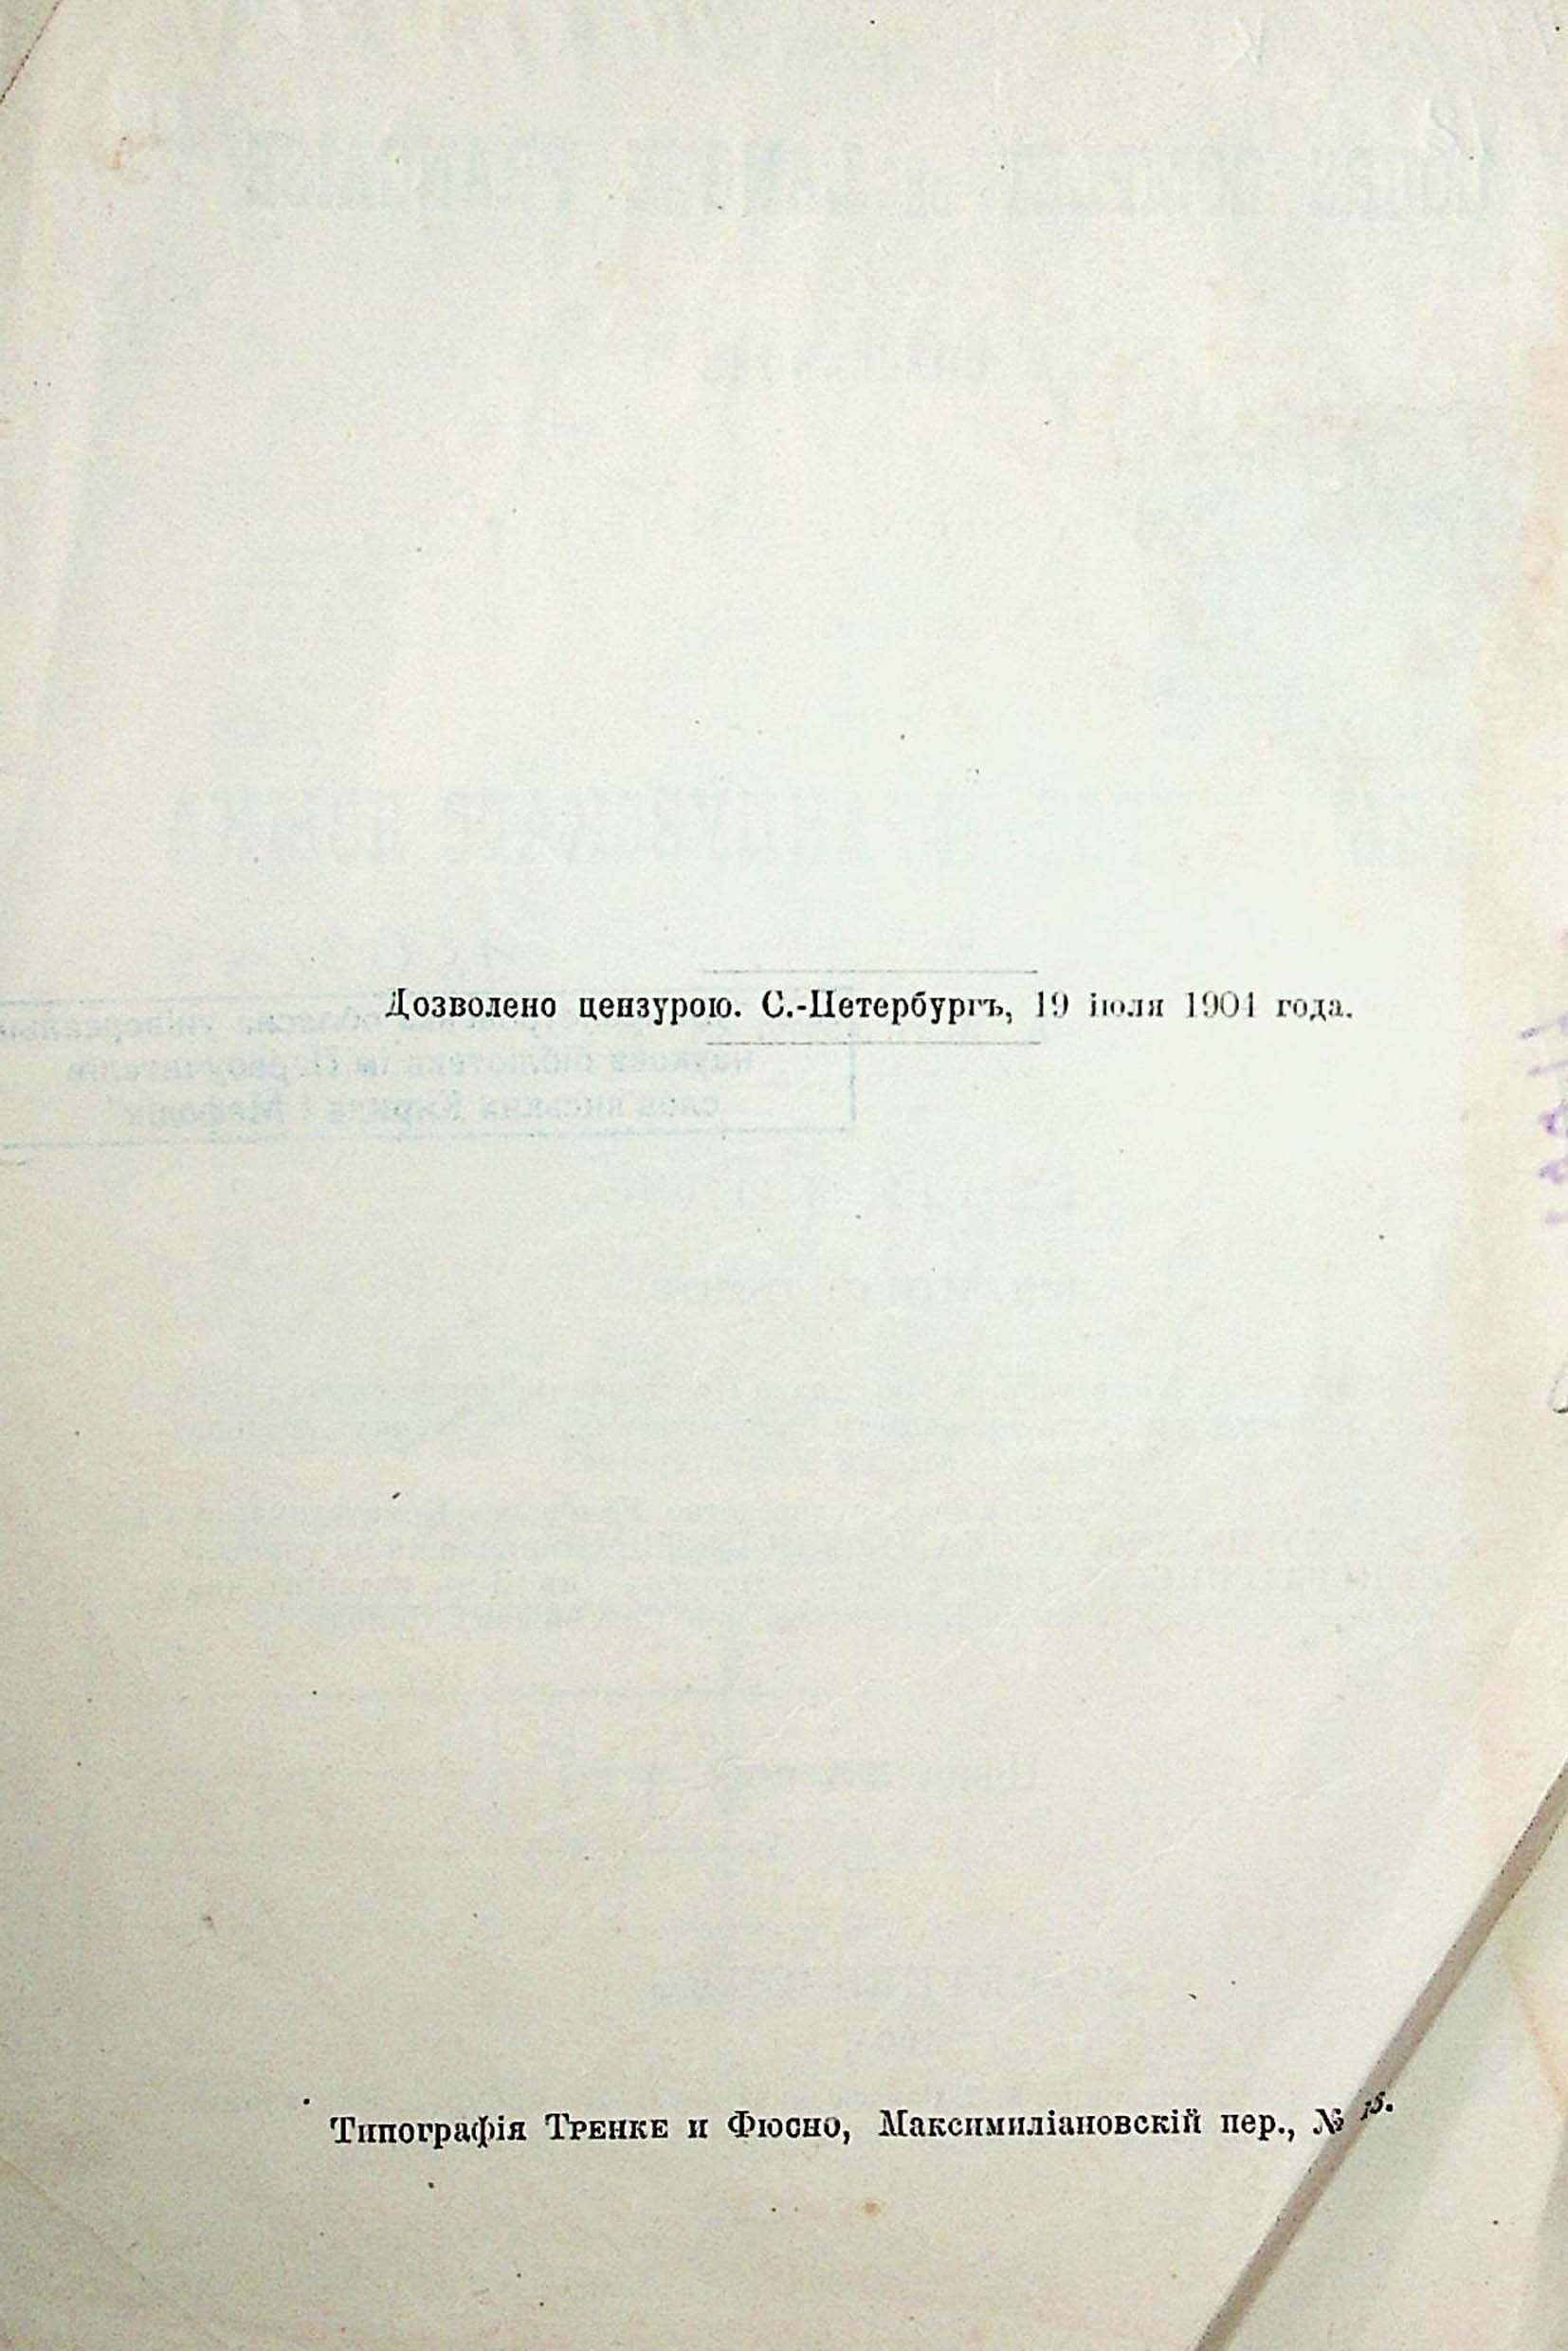 Дозволено цензурою. С.-Петербургъ, 19 іюля 1904 года.
Типографія Тренке и Фюсно, Максимиліановскій пер., № 15.